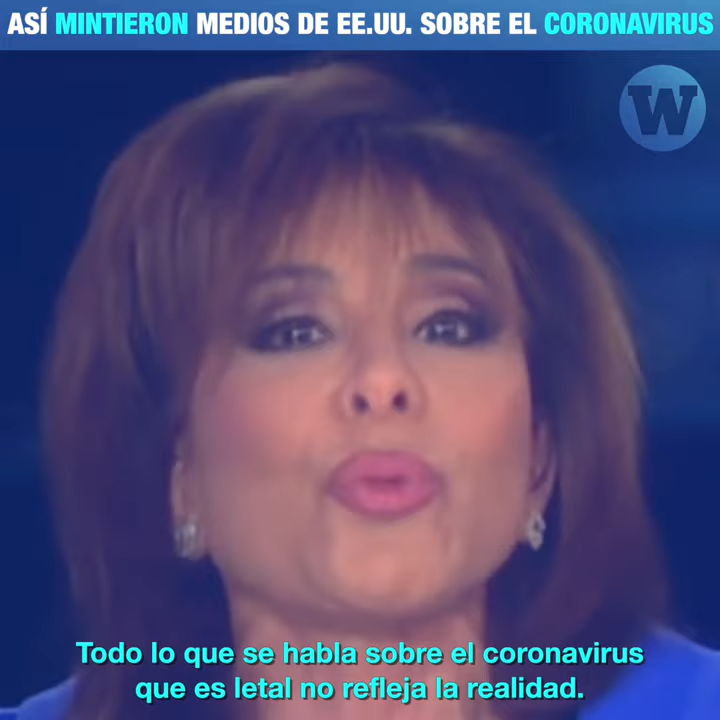 ASÍ MINTIERON MEDIOS DE EE.UU. SOBRE EL CORONAVIRUS
W
Todo lo que se habla sobre el coronavirus
que es letal no refleja la realidad.